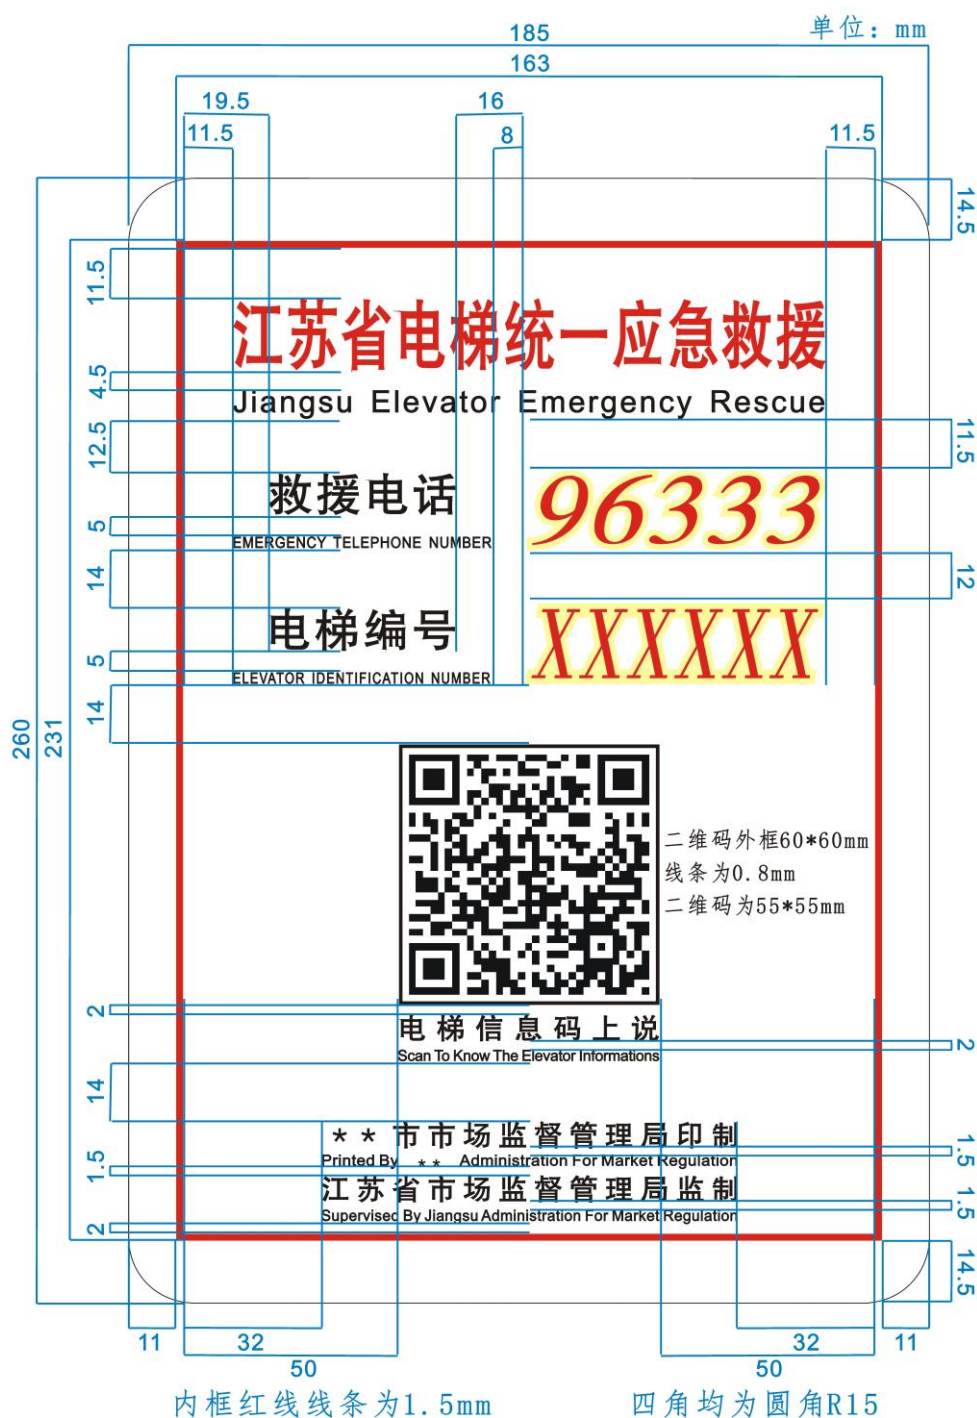 单位：mm
185
163
19.5
16
11.5
8
11.5
14.5
11.5
江苏省电梯统一应急救援
4.5
Jiangsu Elevator Emergency Rescue
12.5
11.5
救援电话
96333
5
EMERGENCY TELEPHONE NUMBER
14
12
电梯编号
XXXXXX
5
ELEVATOR IDENTIFICATION NUMBER
14
260
231
二维码外框60*60mm
线条为0.8mm
二维码为55*55mm
2
电梯信息码上说
Scan To Know The Elevator Informations
2
14
**市市场监督管理局印制
Printed By ** Administration For Market Regulation
1.5
1.5
江苏省市场监督管理局监制
1.5
Supervised By Jiangsu Administration For Market Regulation
2
14.5
11
32
32
11
50
50
内框红线线条为1.5mm
四角均为圆角R15